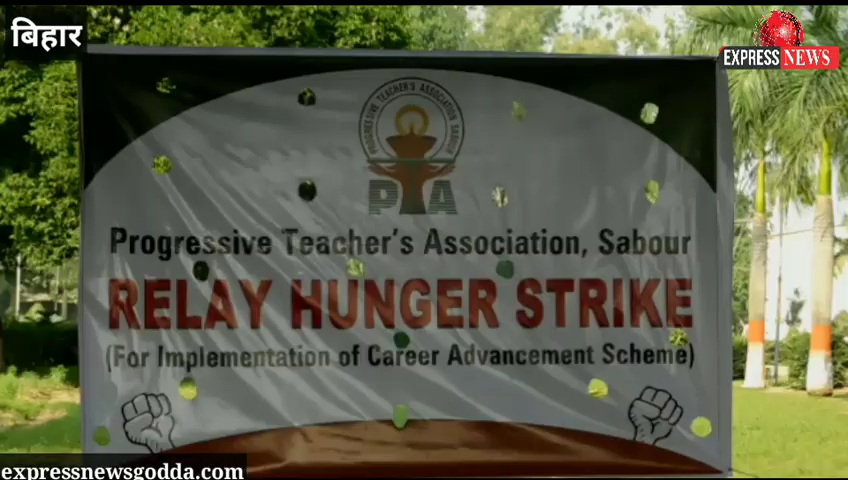 बिहार
EXPRESS NEWS
PROGRESSIVE TEACHER'S ASSOCIATION SABOUR
PTA
Progressive Teacher's Association, Sabour
RELAY HUNGER STRIKE
(For Implementation of Career Advancement Scheme)
expressnewsgodda.com